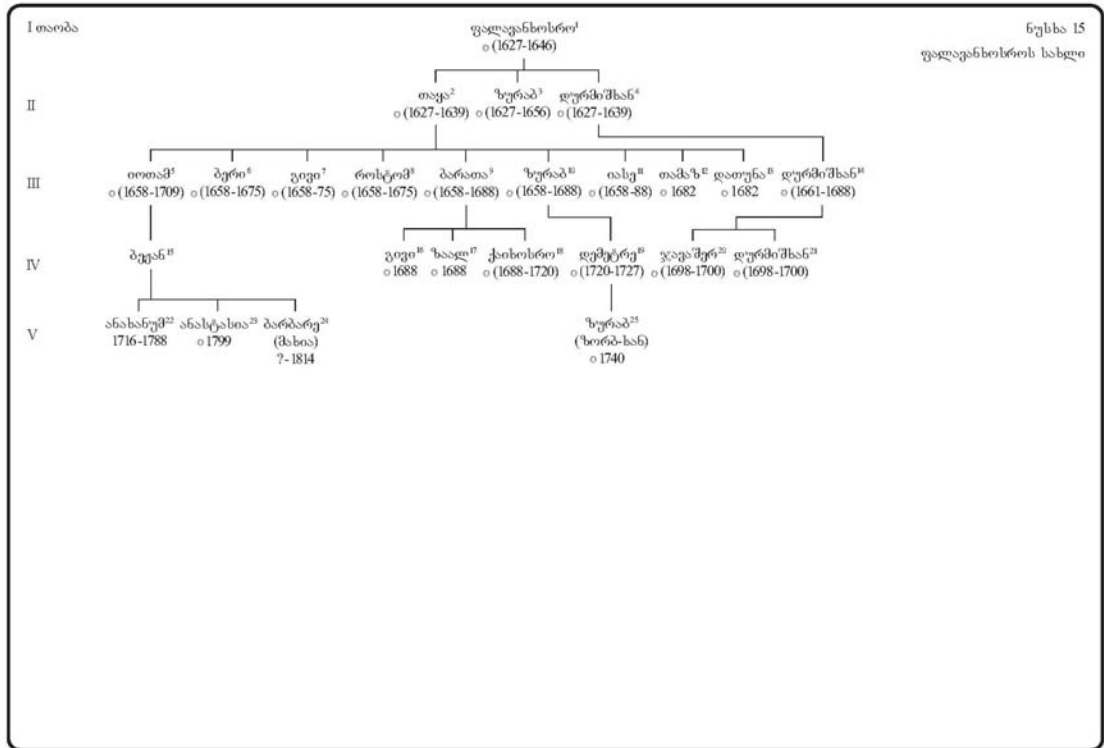 I თაობა
ფალავანხოსრო¹
ნუსხა 15
○ (1627-1646)
ფალავანხოსროს სახლი
II
თაყა² ზურაბ³ დურმიშხან⁴
○ (1627-1639) ○ (1627-1656) ○ (1627-1639)
III
იოთამ⁵ ბერი⁶ გივი⁷ როსტომ⁸ ბარათა⁹ ზურაბ¹⁰ იასე¹¹ თამაზ¹² დათუნა¹³ დურმიშხან¹⁴
○ (1658-1709) ○ (1658-1675) ○ (1658-75) ○ (1658-1675) ○ (1658-1688) ○ (1658-1688) ○ (1658-88) ○ 1682 ○ 1682 ○ (1661-1688)
IV
ბეჟან¹⁵ გივი¹⁶ ზაალ¹⁷ ქაიხოსრო¹⁸ დემეტრე¹⁹ ჯავაშერ²⁰ დურმიშხან²¹
○ 1688 ○ 1688 ○ (1688-1720) ○ (1720-1727) ○ (1698-1700) ○ (1698-1700)
V
ანახანუმ²² ანასტასია²³ ბარბარე²⁴ ზურაბ²⁵
1716-1788 ○ 1799 (მახია) (ზორბ-ხან)
?-1814 ○ 1740